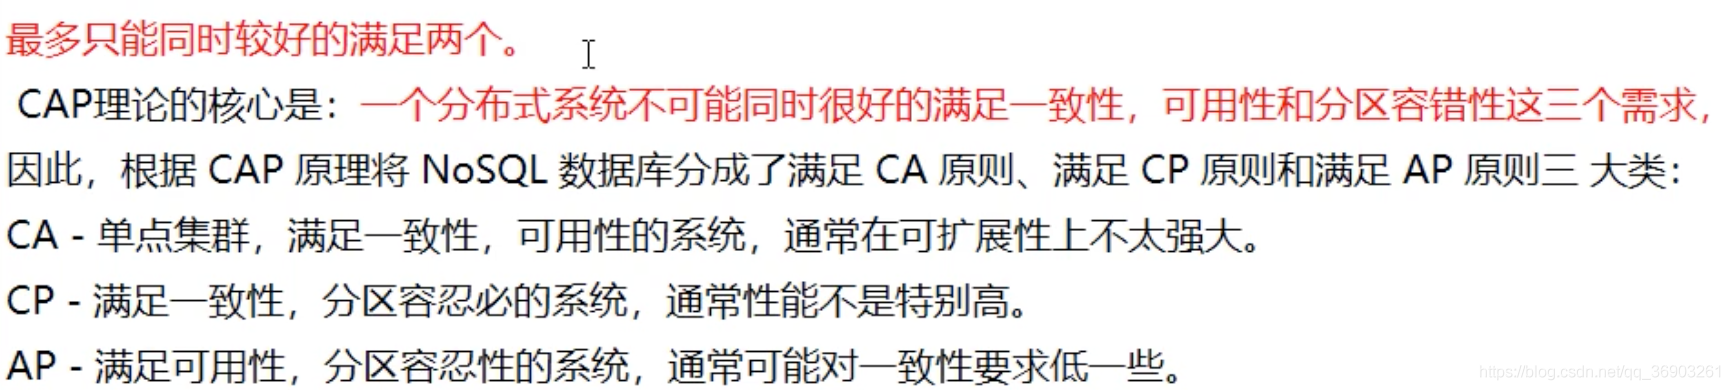 最多只能同时较好的满足两个。
CAP理论的核心是：一个分布式系统不可能同时很好的满足一致性，可用性和分区容错性这三个需求，
因此，根据 CAP 原理将 NoSQL 数据库分成了满足 CA 原则、满足 CP 原则和满足 AP 原则三 大类：
CA - 单点集群，满足一致性，可用性的系统，通常在可扩展性上不太强大。
CP - 满足一致性，分区容忍必的系统，通常性能不是特别高。
AP - 满足可用性，分区容忍性的系统，通常可能对一致性要求低一些。
https://blog.csdn.net/qq_36903261